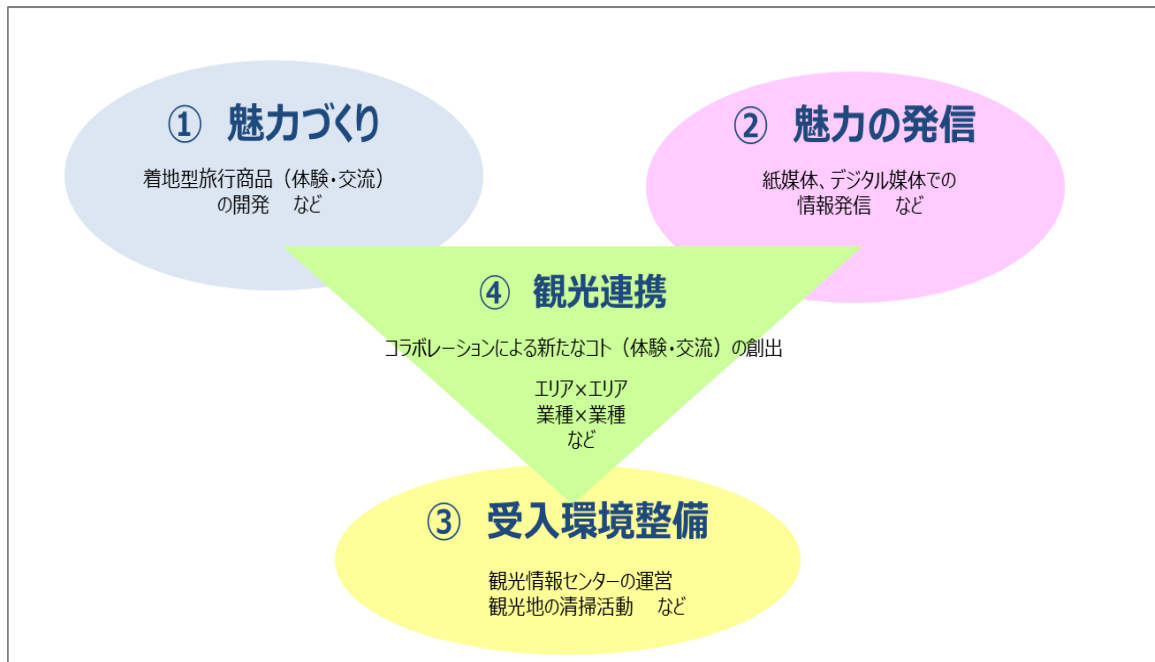 ① 魅力づくり
着地型旅行商品（体験・交流）
の開発　など
② 魅力の発信
紙媒体、デジタル媒体での
情報発信　など
④ 観光連携
コラボレーションによる新たなコト（体験・交流）の創出
エリア×エリア
業種×業種
など
③ 受入環境整備
観光情報センターの運営
観光地の清掃活動　など